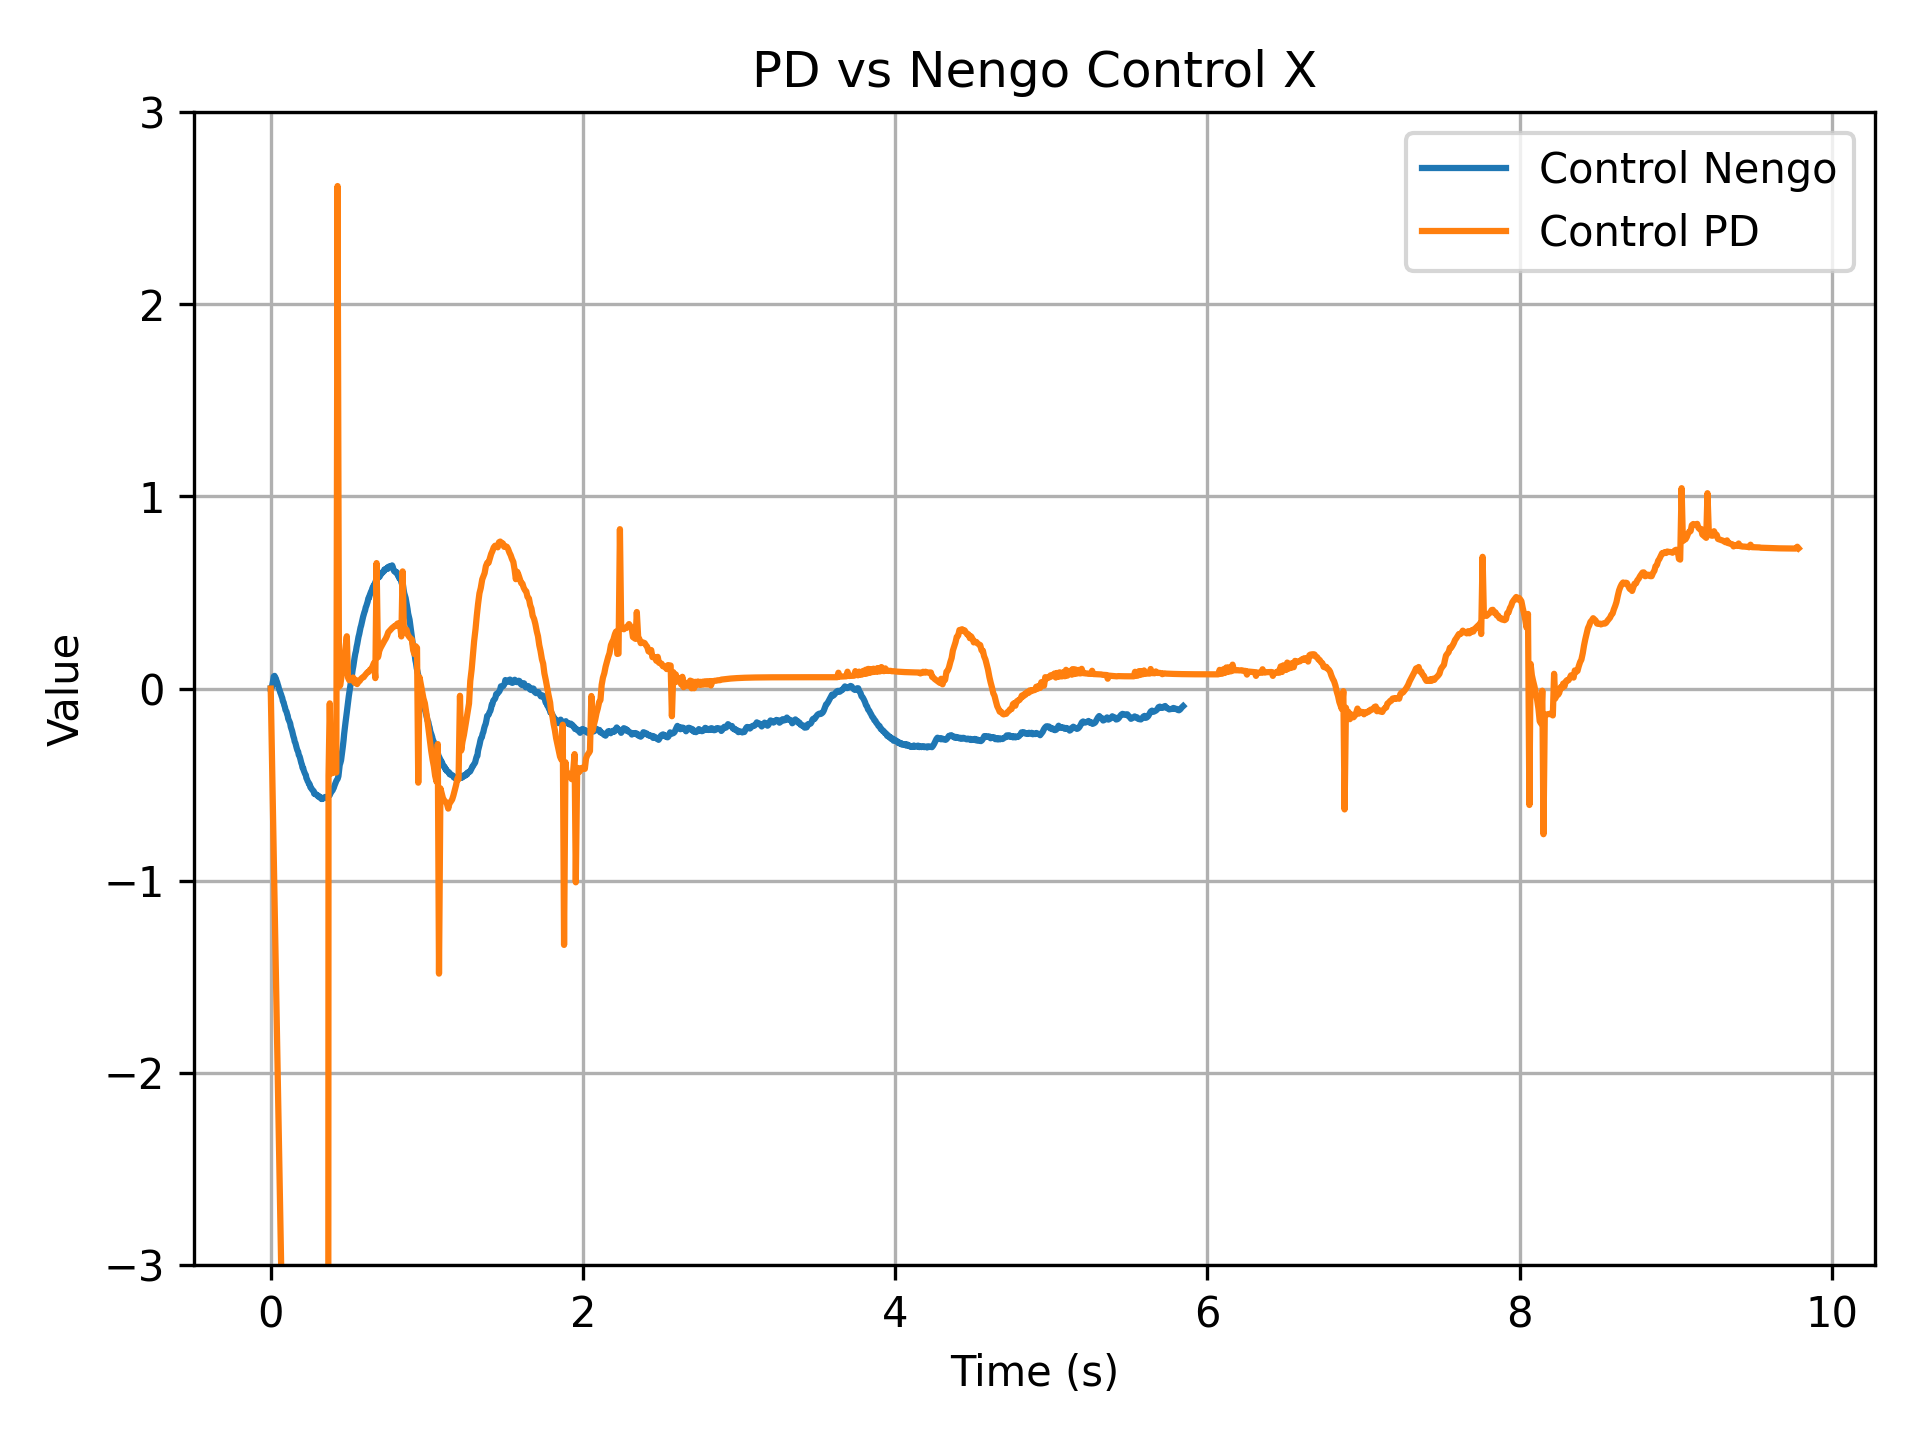 PD vs Nengo Control X
Control Nengo
Control PD
Value
3
2
1
0
−1
−2
−3
0 2 4 6 8 10
Time (s)